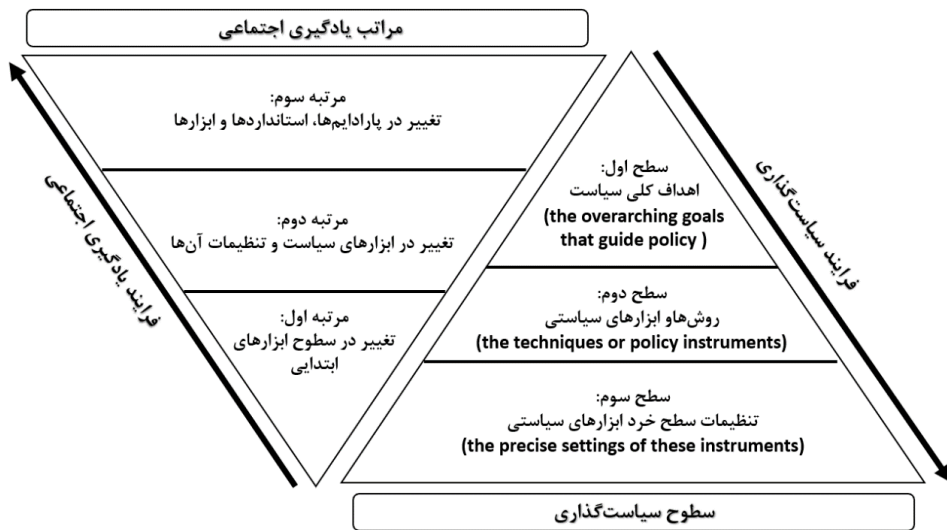 مراتب یادگیری اجتماعی
مرتبه سوم:
تغییر در پارادایم‌ها، استانداردها و ابزارها
مرتبه دوم:
تغییر در ابزارهای سیاست و تنظیمات آن‌ها
مرتبه اول:
تغییر در سطوح ابزارهای
ابتدایی
فرایند یادگیری اجتماعی
سطح اول:
اهداف کلی سیاست
(the overarching goals
that guide policy )
سطح دوم:
روش‌هاو ابزارهای سیاستی
(the techniques or policy instruments)
سطح سوم:
تنظیمات سطح خرد ابزارهای سیاستی
(the precise settings of these instruments)
فرایند سیاست‌گذاری
سطوح سیاست‌گذاری